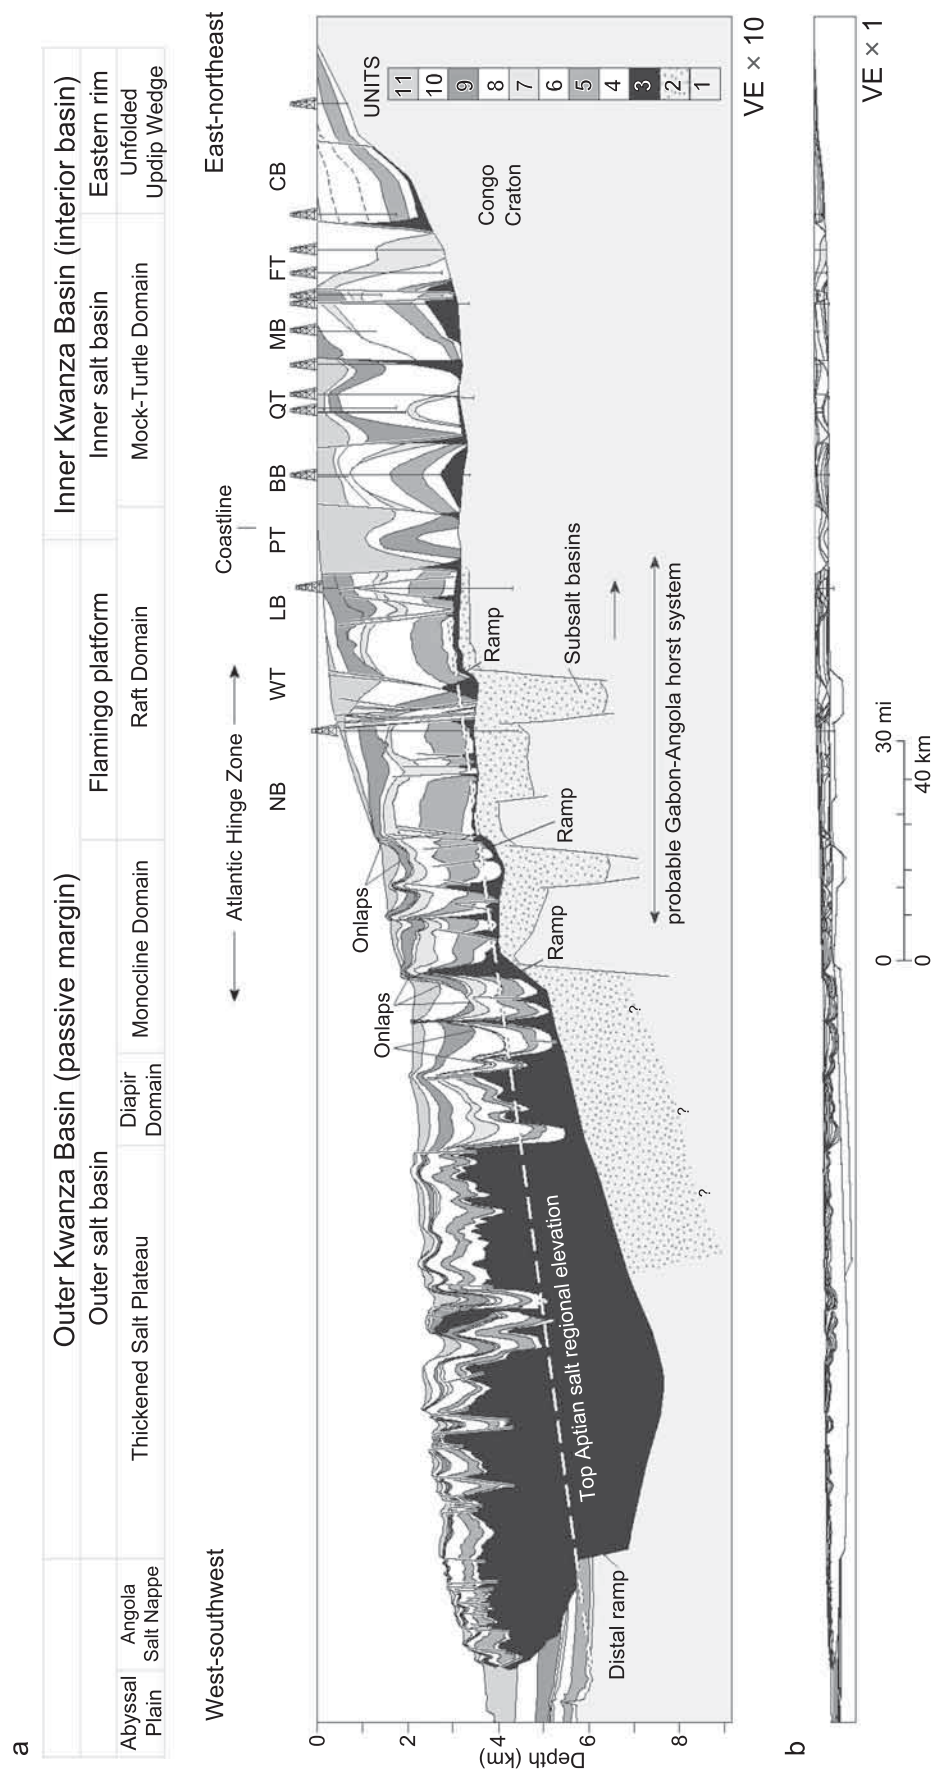 a
Outer Kwanza Basin (passive margin)
Inner Kwanza Basin (interior basin)
Outer salt basin
Flamingo platform
Inner salt basin
Eastern rim
Abyssal
Plain
Angola
Salt Nappe
Thickened Salt Plateau
Diapir
Domain
Monocline Domain
Raft Domain
Mock-Turtle Domain
Unfolded
Updip Wedge
West-southwest
East-northeast
Atlantic Hinge Zone
Coastline
NB
WT
LB
PT
BB
QT
MB
FT
CB
Onlaps
Onlaps
UNITS
11
10
9
8
7
6
5
4
3
2
1
Congo
Craton
Top Aptian salt regional elevation
Distal ramp
Ramp
Ramp
Ramp
Subsalt basins
?
?
?
probable Gabon-Angola horst system
0
2
4
6
8
Depth (km)
VE × 10
b
0
30 mi
0
40 km
VE × 1